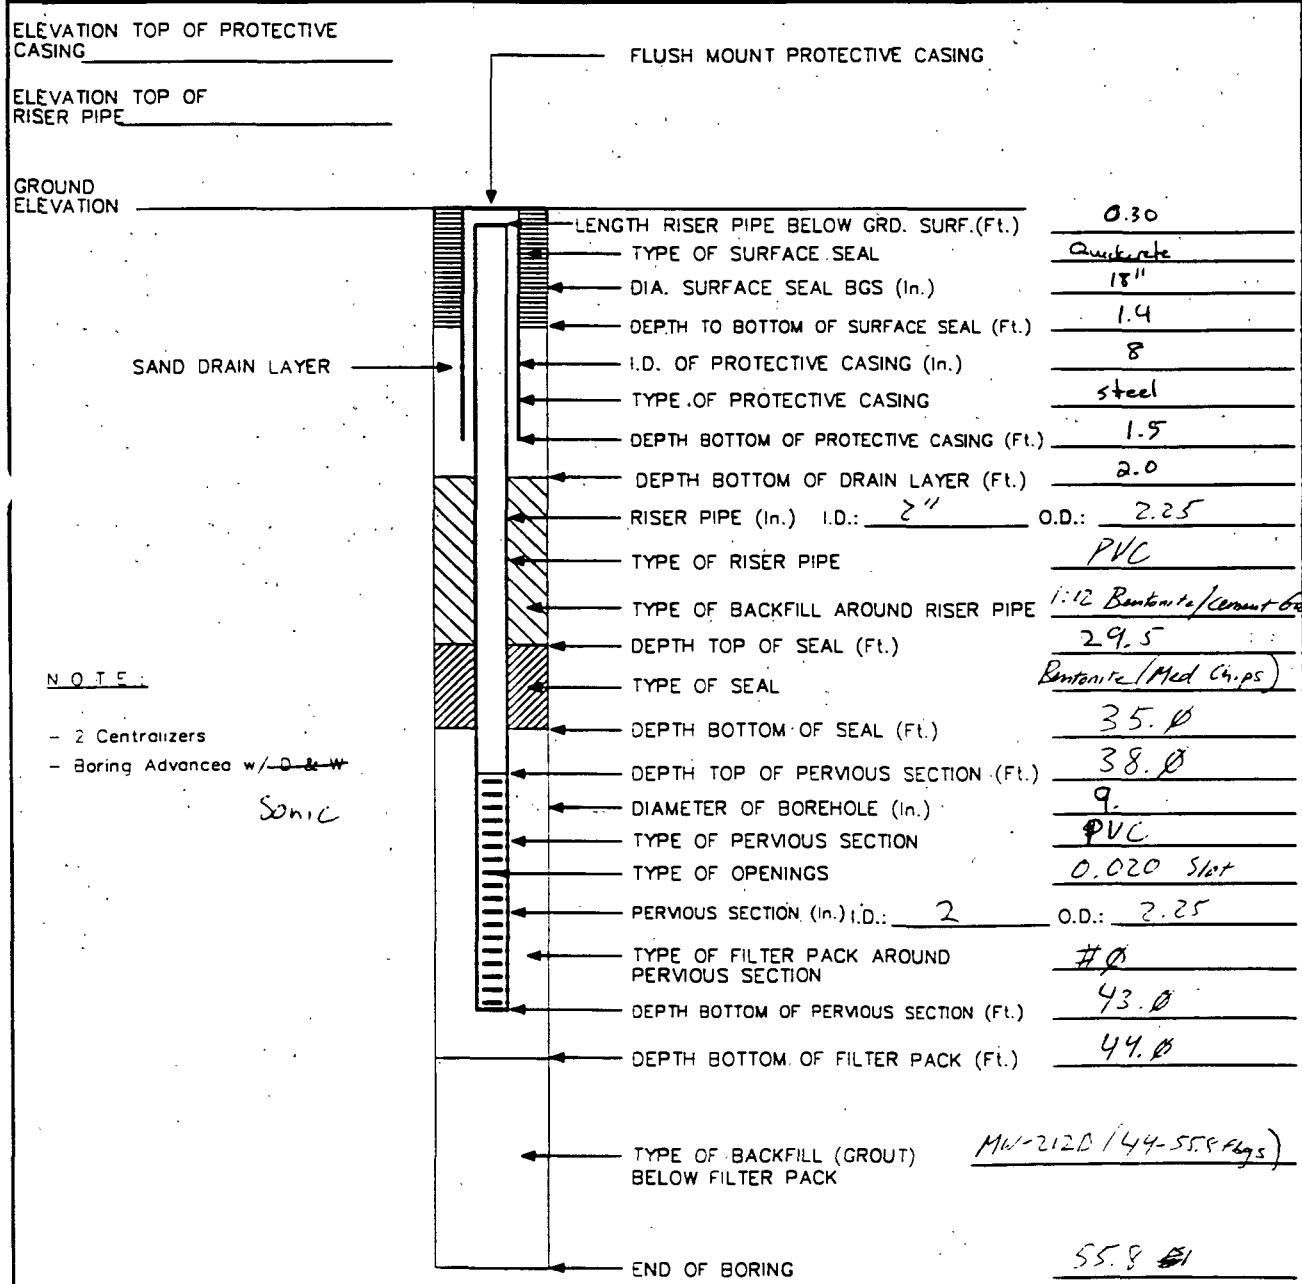 ELEVATION TOP OF PROTECTIVE
CASING
FLUSH MOUNT PROTECTIVE CASING
ELEVATION TOP OF
RISER PIPE
GROUND
ELEVATION
LENGTH RISER PIPE BELOW GRD. SURF.(Ft.) 0.30
TYPE OF SURFACE SEAL Quickrete
DIA. SURFACE SEAL BGS (In.) 18"
DEPTH TO BOTTOM OF SURFACE SEAL (Ft.) 1.4
SAND DRAIN LAYER
I.D. OF PROTECTIVE CASING (In.) 8
TYPE OF PROTECTIVE CASING steel
DEPTH BOTTOM OF PROTECTIVE CASING (Ft.) 1.5
DEPTH BOTTOM OF DRAIN LAYER (Ft.) 2.0
RISER PIPE (In.) I.D.: 2" O.D.: 2.25
TYPE OF RISER PIPE PVC
TYPE OF BACKFILL AROUND RISER PIPE 1:12 Bentonite/cement
DEPTH TOP OF SEAL (Ft.) 29.5
NOTE:
TYPE OF SEAL Bentonite (Med Chips)
- 2 Centralizers
DEPTH BOTTOM OF SEAL (Ft.) 35.0
- Boring Advanced w/ D & W
Sonic
DEPTH TOP OF PERVIOUS SECTION (Ft.) 38.0
DIAMETER OF BOREHOLE (In.) 9.
TYPE OF PERVIOUS SECTION PVC
TYPE OF OPENINGS 0.020 Slot
PERVIOUS SECTION (In.) I.D.: 2 O.D.: 2.25
TYPE OF FILTER PACK AROUND
PERVIOUS SECTION #0
DEPTH BOTTOM OF PERVIOUS SECTION (Ft.) 43.0
DEPTH BOTTOM OF FILTER PACK (Ft.) 44.0
TYPE OF BACKFILL (GROUT)
BELOW FILTER PACK (44-55.8 fbgs)
END OF BORING 55.8